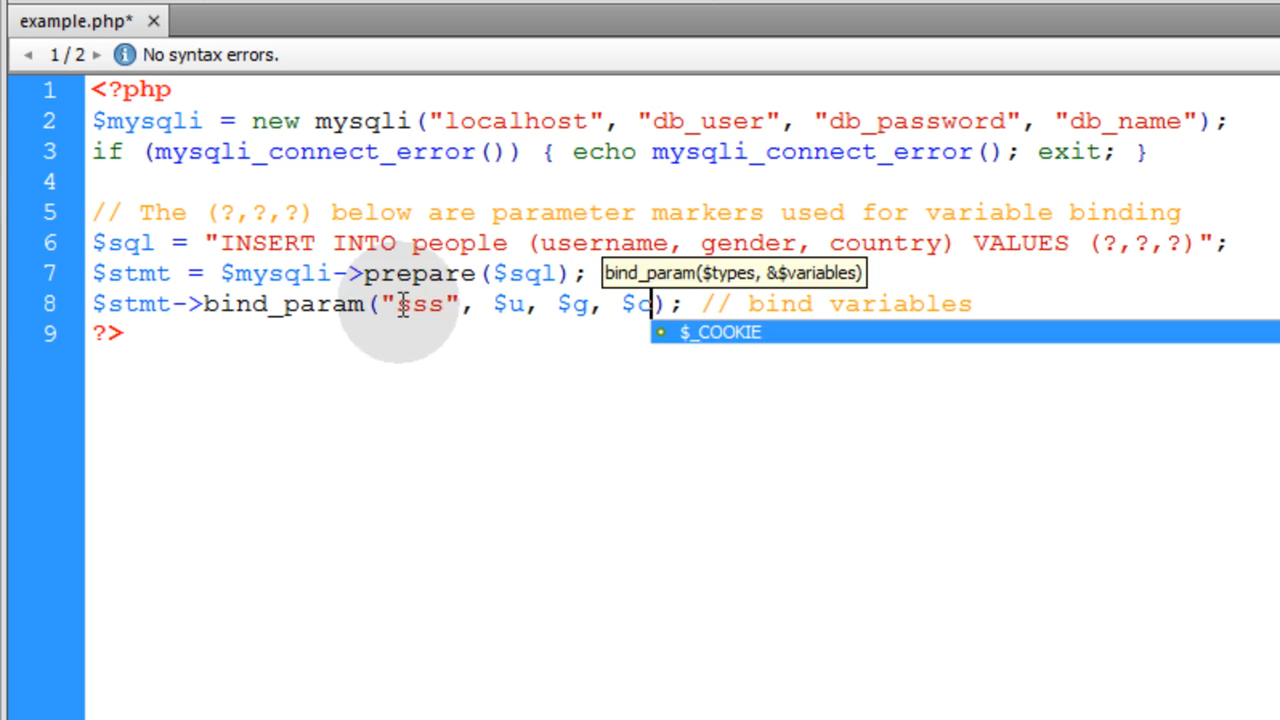 example.php* ×
1 / 2 No syntax errors.
1 <?php
2 $mysqli = new mysqli("localhost", "db_user", "db_password", "db_name");
3 if (mysqli_connect_error()) { echo mysqli_connect_error(); exit; }
4
5 // The (?,?,?) below are parameter markers used for variable binding
6 $sql = "INSERT INTO people (username, gender, country) VALUES (?,?,?)";
7 $stmt = $mysqli->prepare($sql); bind_param($types, &$variables)
8 $stmt->bind_param("sss", $u, $g, $c); // bind variables
$_COOKIE
9 ?>